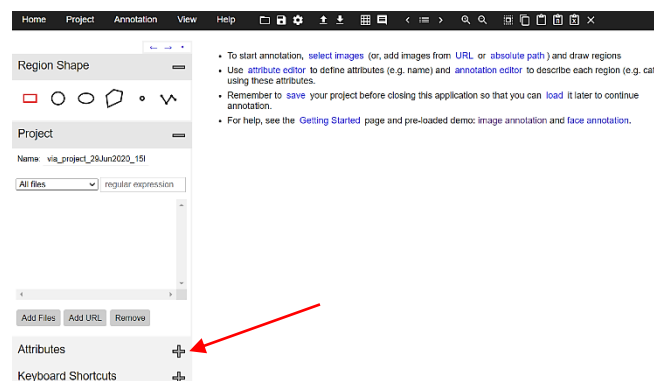 Home Project Annotation View Help
Region Shape
Project
Name: via_project_29Jun2020_15
All files regular expression
Add Files Add URL Remove
Attributes
Keyboard Shortcuts
To start annotation, select images (or, add images from URL or absolute path ) and draw regions
Use attribute editor to define attributes (e.g. name) and annotation editor to describe each region (e.g. cat
using these attributes.
Remember to save your project before closing this application so that you can load it later to continue
annotation.
For help, see the Getting Started page and pre-loaded demo: image annotation and face annotation.